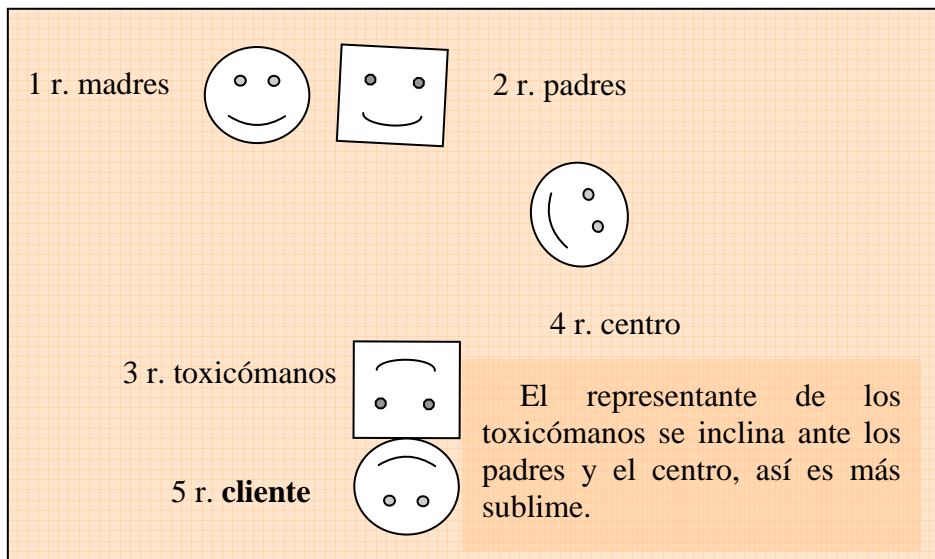 1 r. madres
2 r. padres
4 r. centro
3 r. toxicómanos
El representante de los
toxicómanos se inclina ante los
padres y el centro, así es más
sublime.
5 r. cliente